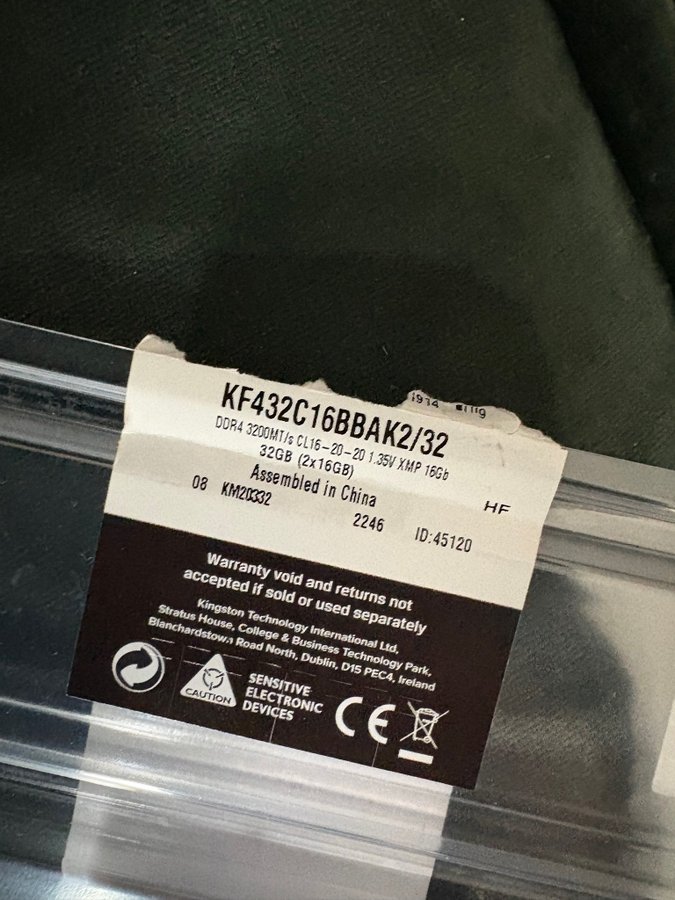 KF432C16BBAK2/32
DDR4 3200MT/s CL16-20-20 1.35V XMP 16Gb
32GB (2x16GB)
Assembled in China
HF
08 KM20332 2246 ID:45120
Warranty void and returns not
accepted if sold or used separately
Kingston Technology International Ltd,
Stratus House, College & Business Technology Park,
Blanchardstown Road North, Dublin, D15 PEC4, Ireland
CAUTION
SENSITIVE
ELECTRONIC
DEVICES
CE